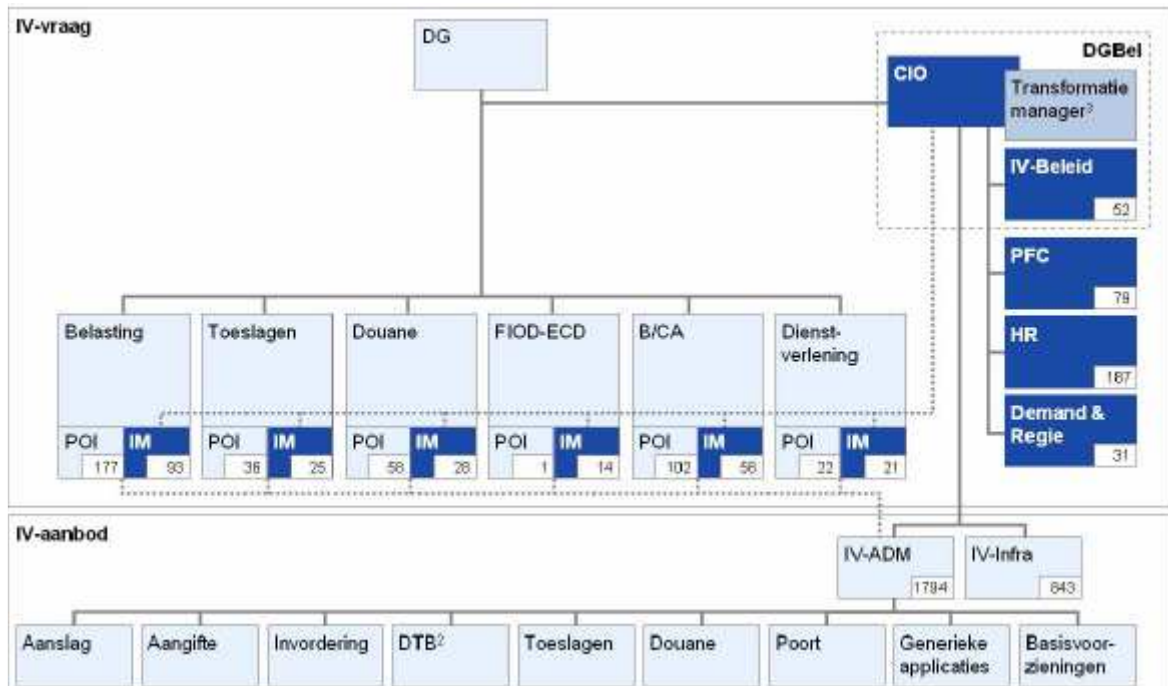 IV-vraag
DG
DGBel
CIO
Transformatie
manager³
IV-Beleid
52
PFC
79
HR
187
Demand &
Regie
31
Belasting
Toeslagen
Douane
FIOD-ECD
B/CA
Dienst-
verlening
POI IM
177 93
POI IM
36 25
POI IM
58 28
POI IM
1 14
POI IM
102 56
POI IM
22 21
IV-aanbod
IV-ADM
1794
IV-Infra
843
Aanslag
Aangifte
Invordering
DTB²
Toeslagen
Douane
Poort
Generieke
applicaties
Basisvoor-
zieningen